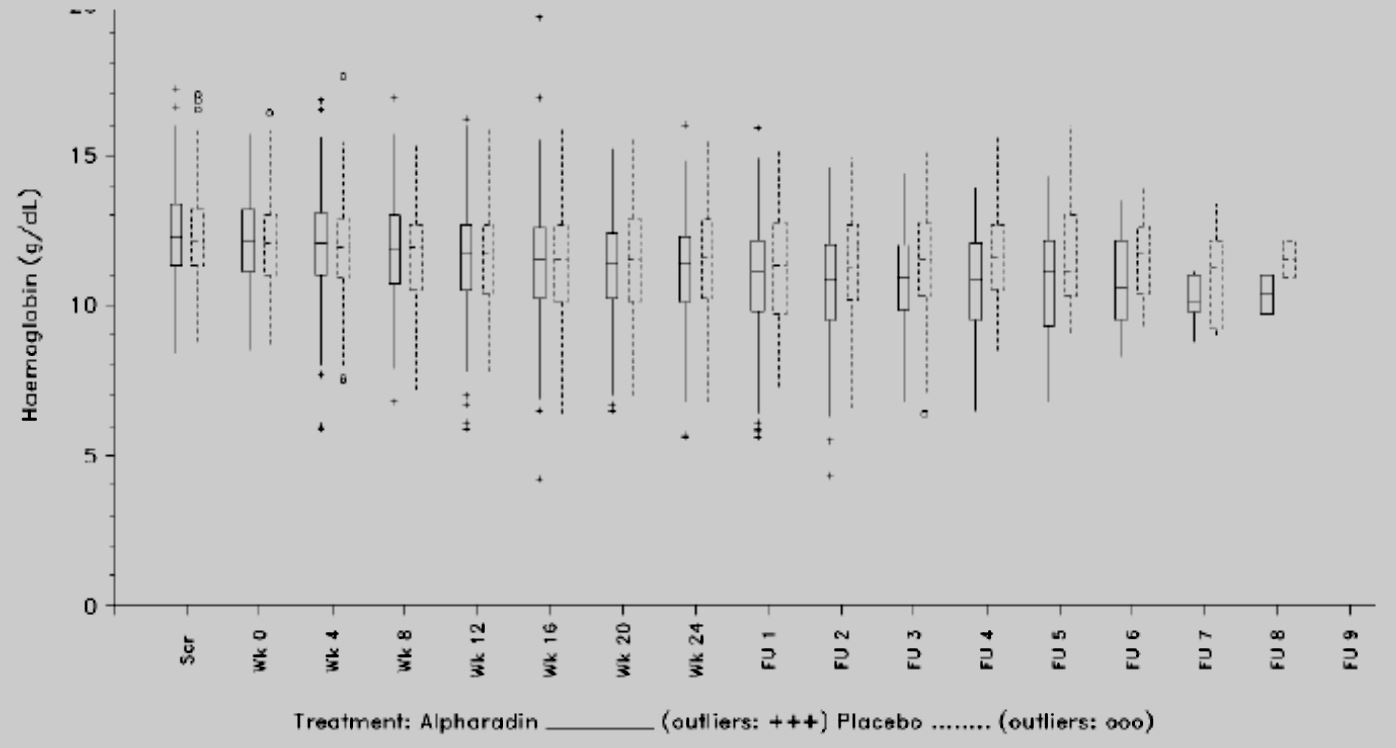 Haemoglobin (g/dL)
15
10
5
0
Scr
Wk 0
Wk 4
Wk 8
Wk 12
Wk 16
Wk 20
Wk 24
FU 1
FU 2
FU 3
FU 4
FU 5
FU 6
FU 7
FU 8
FU 9
Treatment: Alpharadin ________ (outliers: +++) Placebo ........ (outliers: ooo)